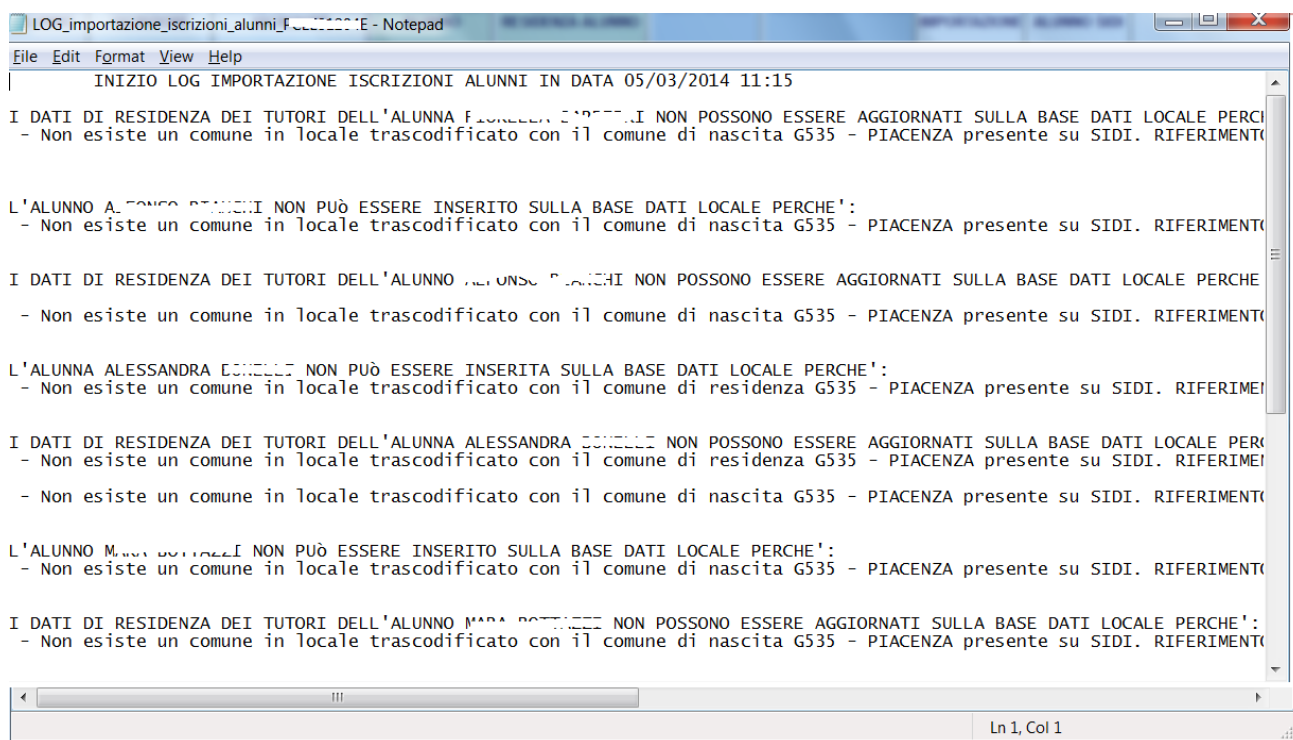 LOG_importazione_iscrizioni_alunni_ - Notepad
File Edit Format View Help
INIZIO LOG IMPORTAZIONE ISCRIZIONI ALUNNI IN DATA 05/03/2014 11:15
I DATI DI RESIDENZA DEI TUTORI DELL'ALUNNA NON POSSONO ESSERE AGGIORNATI SULLA BASE DATI LOCALE PERCH
- Non esiste un comune in locale trascodificato con il comune di nascita G535 - PIACENZA presente su SIDI. RIFERIMENTO
L'ALUNNO NON PUò ESSERE INSERITO SULLA BASE DATI LOCALE PERCHE':
- Non esiste un comune in locale trascodificato con il comune di nascita G535 - PIACENZA presente su SIDI. RIFERIMENTO
I DATI DI RESIDENZA DEI TUTORI DELL'ALUNNO NON POSSONO ESSERE AGGIORNATI SULLA BASE DATI LOCALE PERCHE
- Non esiste un comune in locale trascodificato con il comune di nascita G535 - PIACENZA presente su SIDI. RIFERIMENTO
L'ALUNNA ALESSANDRA NON PUò ESSERE INSERITA SULLA BASE DATI LOCALE PERCHE':
- Non esiste un comune in locale trascodificato con il comune di residenza G535 - PIACENZA presente su SIDI. RIFERIMEN
I DATI DI RESIDENZA DEI TUTORI DELL'ALUNNA ALESSANDRA NON POSSONO ESSERE AGGIORNATI SULLA BASE DATI LOCALE PERC
- Non esiste un comune in locale trascodificato con il comune di residenza G535 - PIACENZA presente su SIDI. RIFERIMEN
- Non esiste un comune in locale trascodificato con il comune di nascita G535 - PIACENZA presente su SIDI. RIFERIMENTO
L'ALUNNO NON PUò ESSERE INSERITO SULLA BASE DATI LOCALE PERCHE':
- Non esiste un comune in locale trascodificato con il comune di nascita G535 - PIACENZA presente su SIDI. RIFERIMENTO
I DATI DI RESIDENZA DEI TUTORI DELL'ALUNNO NON POSSONO ESSERE AGGIORNATI SULLA BASE DATI LOCALE PERCHE':
- Non esiste un comune in locale trascodificato con il comune di nascita G535 - PIACENZA presente su SIDI. RIFERIMENTO
Ln 1, Col 1